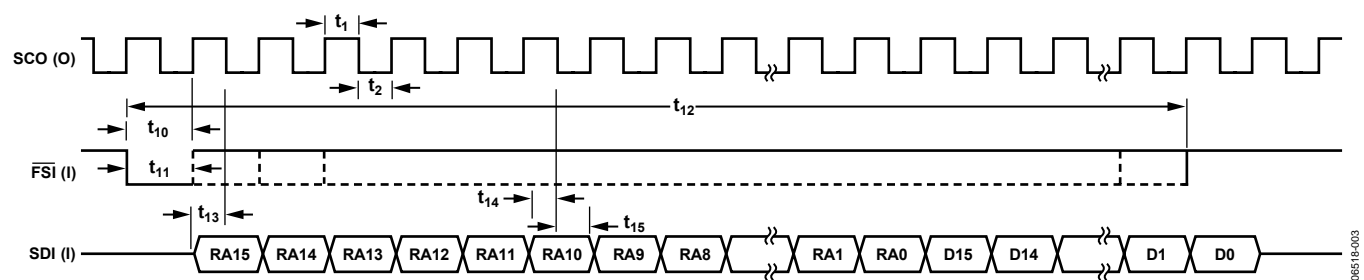 t1
SCO (O)
t2
t12
t10
FSI (I)
t11
t14
t13
t15
SDI (I)
RA15 RA14 RA13 RA12 RA11 RA10 RA9 RA8 RA1 RA0 D15 D14 D1 D0
06518-003